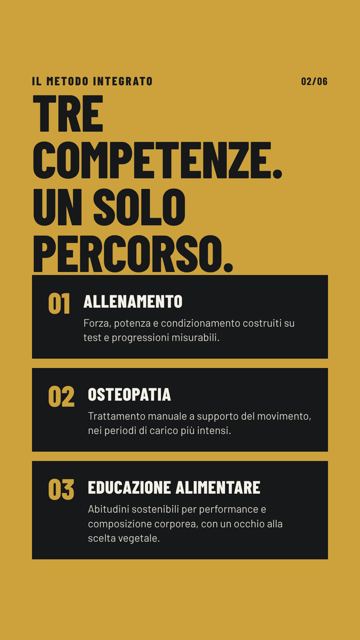 IL METODO INTEGRATO
02/06
TRE
COMPETENZE.
UN SOLO
PERCORSO.
01 ALLENAMENTO
Forza, potenza e condizionamento costruiti su
test e progressioni misurabili.
02 OSTEOPATIA
Trattamento manuale a supporto del movimento,
nei periodi di carico più intensi.
03 EDUCAZIONE ALIMENTARE
Abitudini sostenibili per performance e
composizione corporea, con un occhio alla
scelta vegetale.